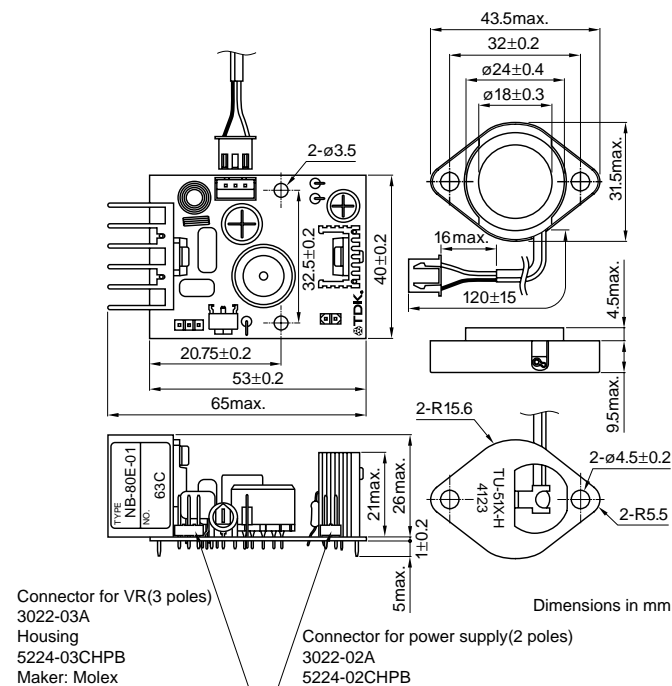 43.5max.
32±0.2
ø24±0.4
ø18±0.3
2-ø3.5
31.5max.
32.5±0.2
40±0.2
16max.
120±15
4.5max.
9.5max.
TDK
20.75±0.2
53±0.2
65max.
2-R15.6
2-ø4.5±0.2
2-R5.5
TU-51X-H
4123
TYPE
NB-80E-01
NO.
63C
21max.
26max.
1±0.2
5max.
Dimensions in mm
Connector for VR(3 poles)
3022-03A
Housing
5224-03CHPB
Maker: Molex
Connector for power supply(2 poles)
3022-02A
5224-02CHPB